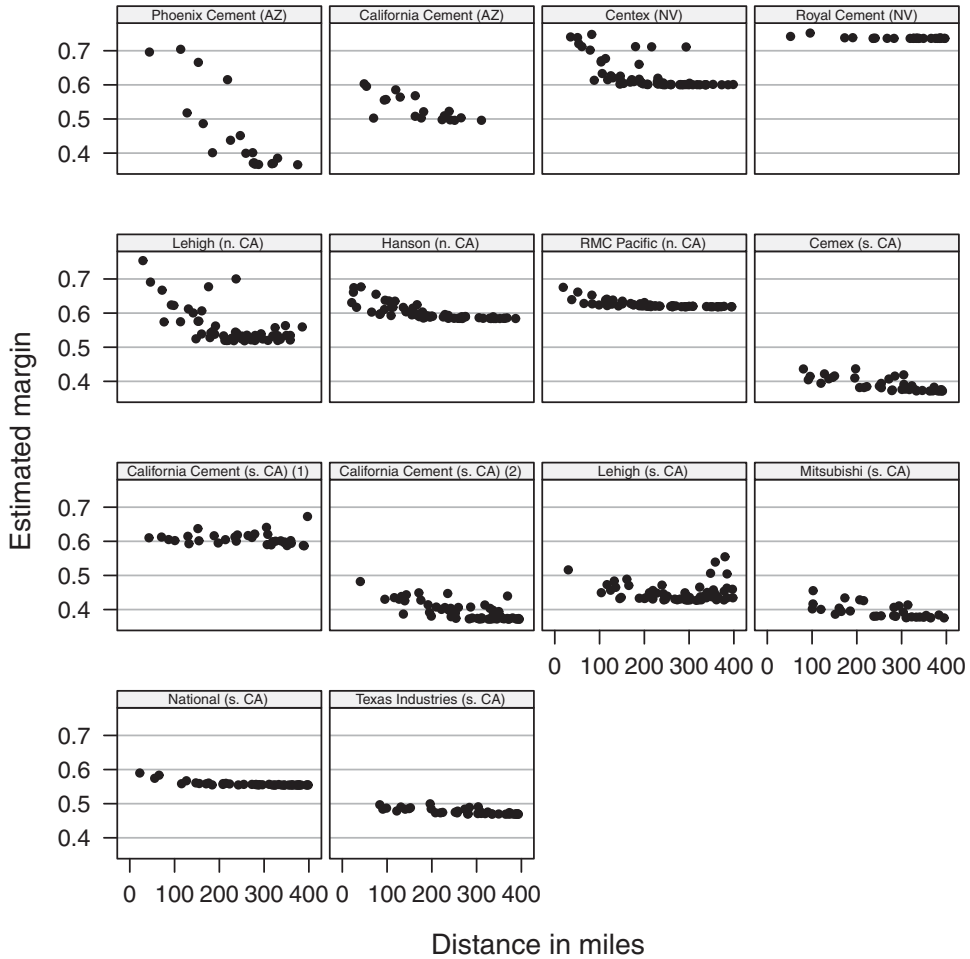 Phoenix Cement (AZ)
California Cement (AZ)
Centex (NV)
Royal Cement (NV)
0.7
0.6
0.5
0.4
Lehigh (n. CA)
Hanson (n. CA)
RMC Pacific (n. CA)
Cemex (s. CA)
0.7
0.6
0.5
0.4
Estimated margin
California Cement (s. CA) (1)
California Cement (s. CA) (2)
Lehigh (s. CA)
Mitsubishi (s. CA)
0.7
0.6
0.5
0.4
0 100 200 300 400
0 100 200 300 400
National (s. CA)
Texas Industries (s. CA)
0.7
0.6
0.5
0.4
0 100 200 300 400
0 100 200 300 400
Distance in miles